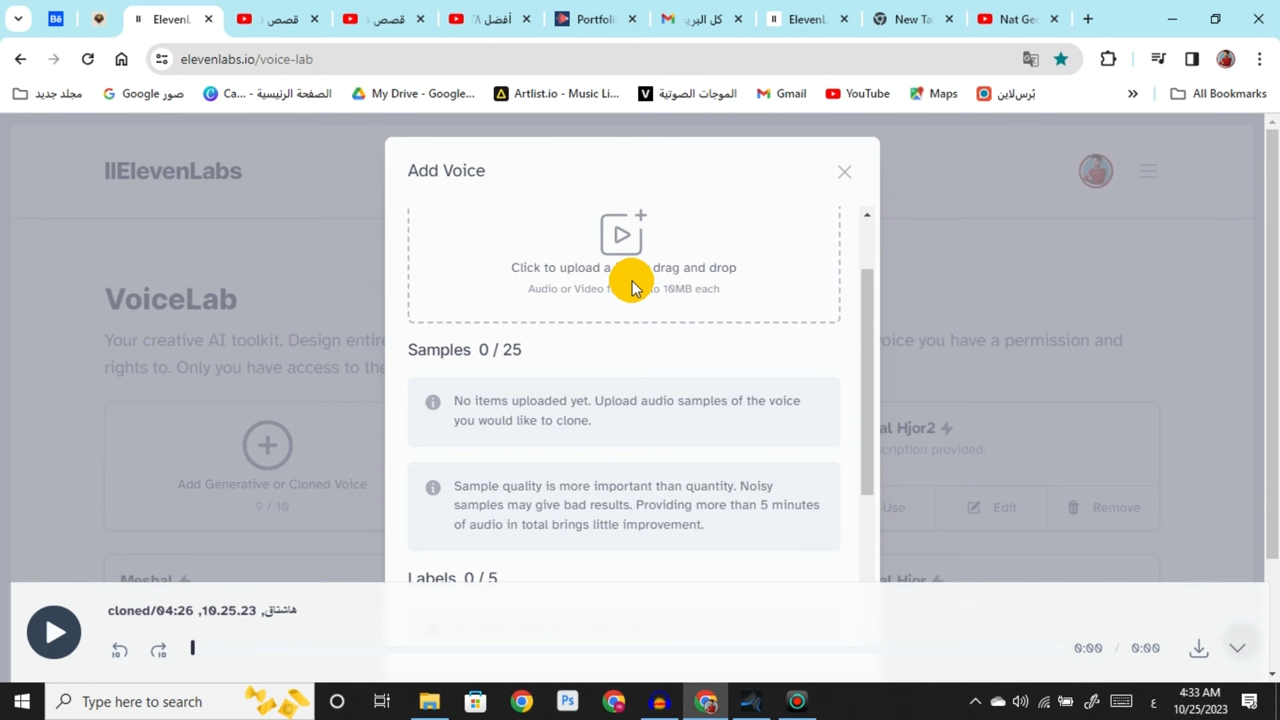 ElevenL
قصص
قصص
أفضل
Portfoli
كل البري
ElevenL
New Ta
Nat Ge
elevenlabs.io/voice-lab
مجلد جديد
صور Google
Ca... - الصفحة الرئيسية
My Drive - Google...
Artlist.io - Music Li...
الموجات الصوتية
Gmail
YouTube
Maps
بُرس‌لاين
All Bookmarks
IIElevenLabs
Add Voice
Click to upload a drag and drop
Audio or Video f o 10MB each
VoiceLab
Your creative AI toolkit. Design entire
oice you have a permission and
rights to. Only you have access to the
Samples 0 / 25
No items uploaded yet. Upload audio samples of the voice
you would like to clone.
Add Generative or Cloned Voice
9 / 10
al Hjor2
cription provided.
Use
Edit
Remove
Sample quality is more important than quantity. Noisy
samples may give bad results. Providing more than 5 minutes
of audio in total brings little improvement.
Labels 0 / 5
Meshal
al Hjor
cloned/04:26 ,10.25.23 ,هاشتاق
10
10
0:00 / 0:00
Type here to search
Ps
ع
4:33 AM
10/25/2023